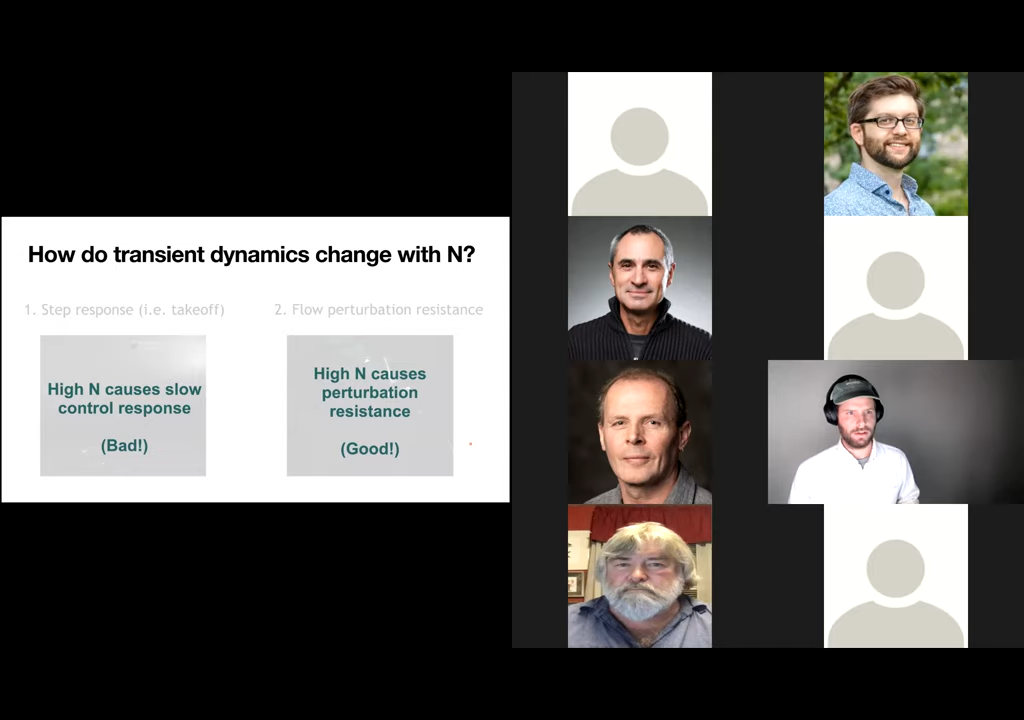 How do transient dynamics change with N?
1. Step response (i.e. takeoff)
2. Flow perturbation resistance
High N causes slow
control response
(Bad!)
High N causes
perturbation
resistance
(Good!)